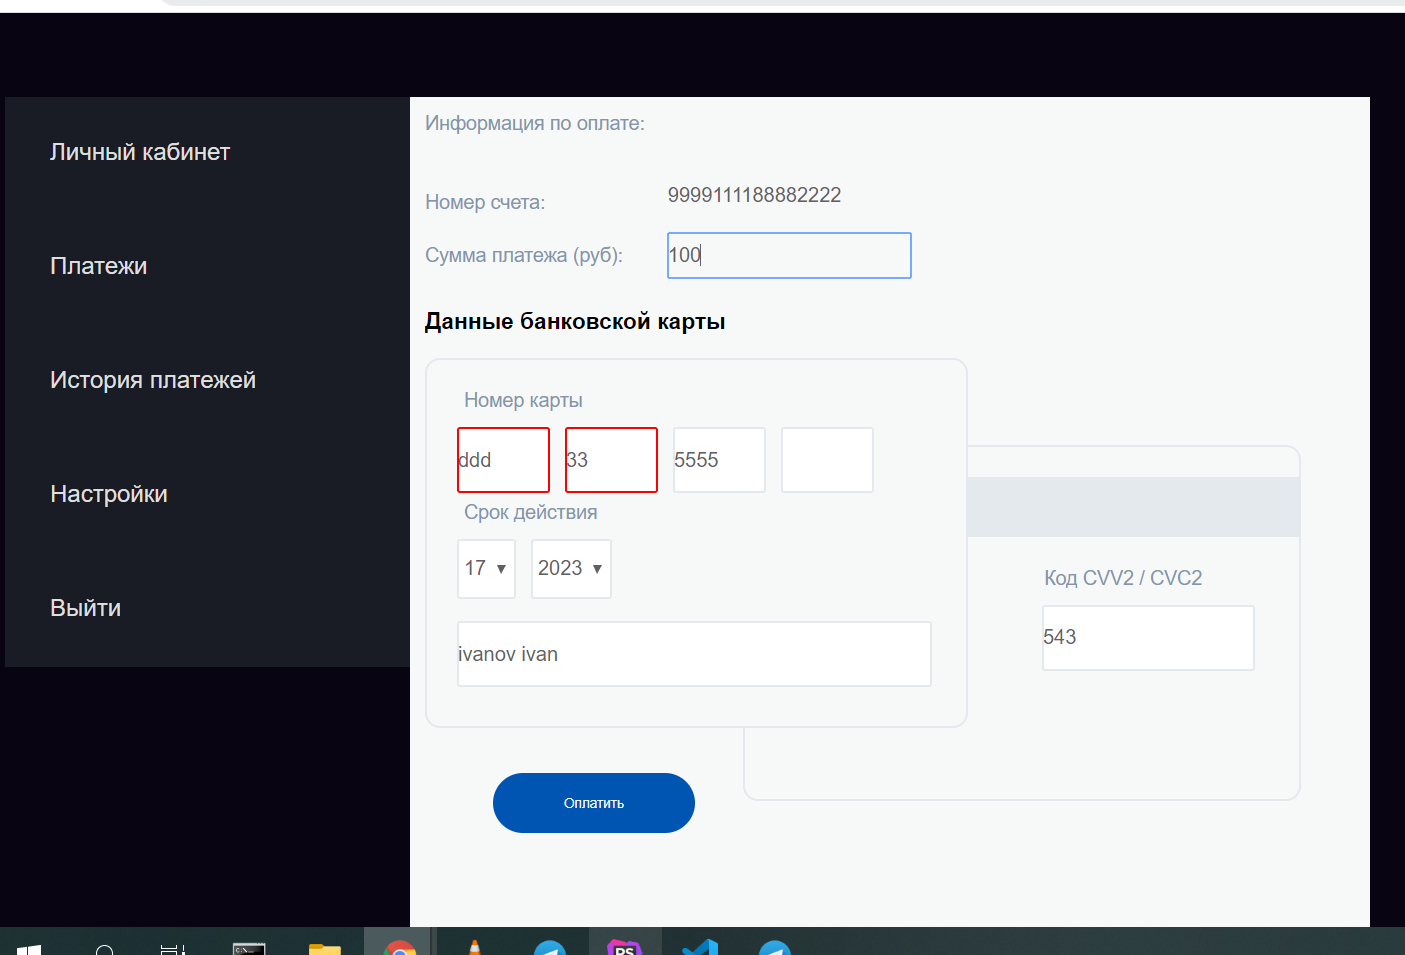 Личный кабинет
Платежи
История платежей
Настройки
Выйти
Информация по оплате:
Номер счета: 9999111188882222
Сумма платежа (руб): 100
Данные банковской карты
Номер карты
ddd 33 5555
Срок действия
17 2023
ivanov ivan
Код CVV2 / CVC2
543
Оплатить